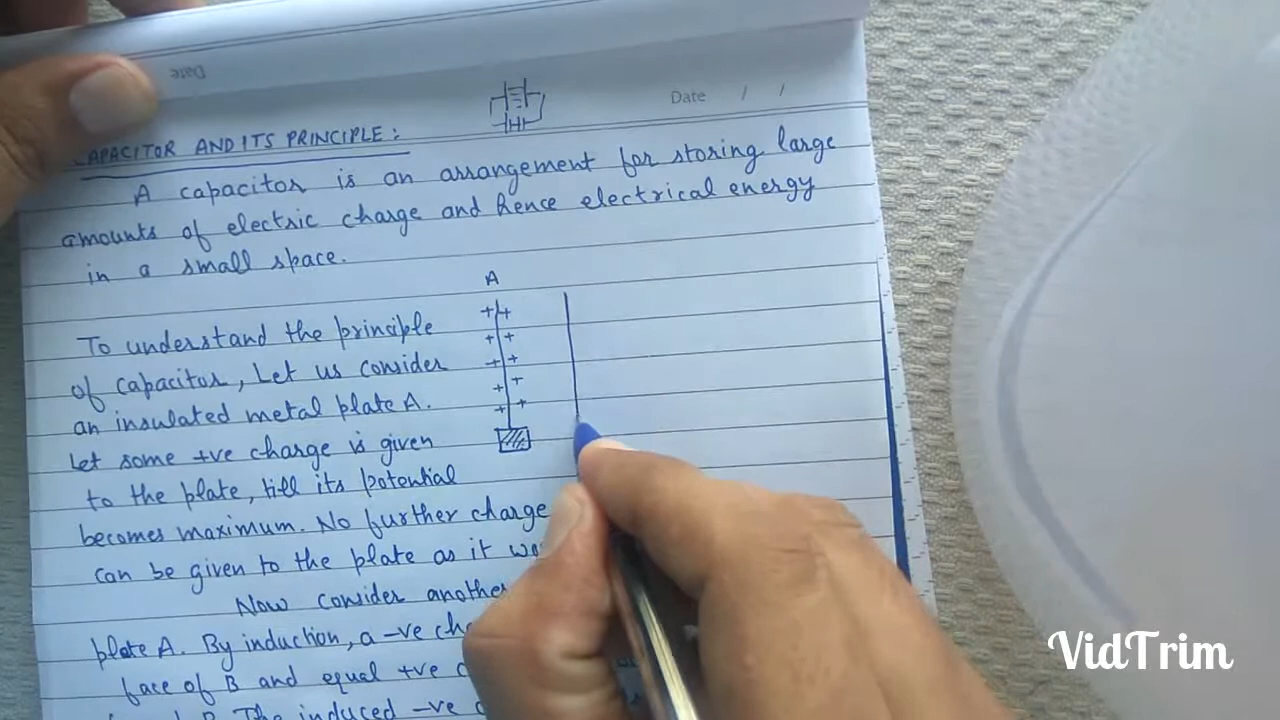 Date
Date / /
CAPACITOR AND ITS PRINCIPLE:
A capacitor is an arrangement for storing large
amounts of electric charge and hence electrical energy
in a small space.
A
To understand the principle
of capacitor, Let us consider
an insulated metal plate A.
Let some +ve charge is given
to the plate, till its potential
becomes maximum. No further charge
can be given to the plate as it
Now consider another
plate A. By induction, a -ve
face of B and equal +ve
The induced -ve
VidTrim